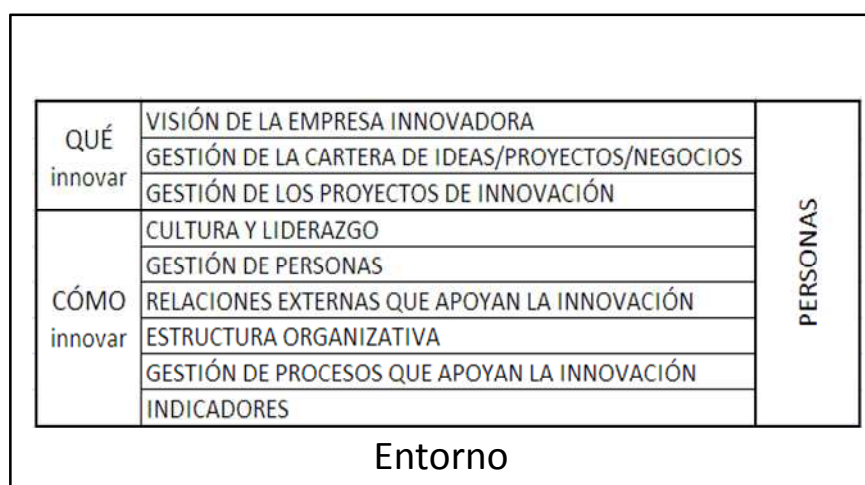 QUÉ
innovar
VISIÓN DE LA EMPRESA INNOVADORA
GESTIÓN DE LA CARTERA DE IDEAS/PROYECTOS/NEGOCIOS
GESTIÓN DE LOS PROYECTOS DE INNOVACIÓN
CÓMO
innovar
CULTURA Y LIDERAZGO
GESTIÓN DE PERSONAS
RELACIONES EXTERNAS QUE APOYAN LA INNOVACIÓN
ESTRUCTURA ORGANIZATIVA
GESTIÓN DE PROCESOS QUE APOYAN LA INNOVACIÓN
INDICADORES
PERSONAS
Entorno